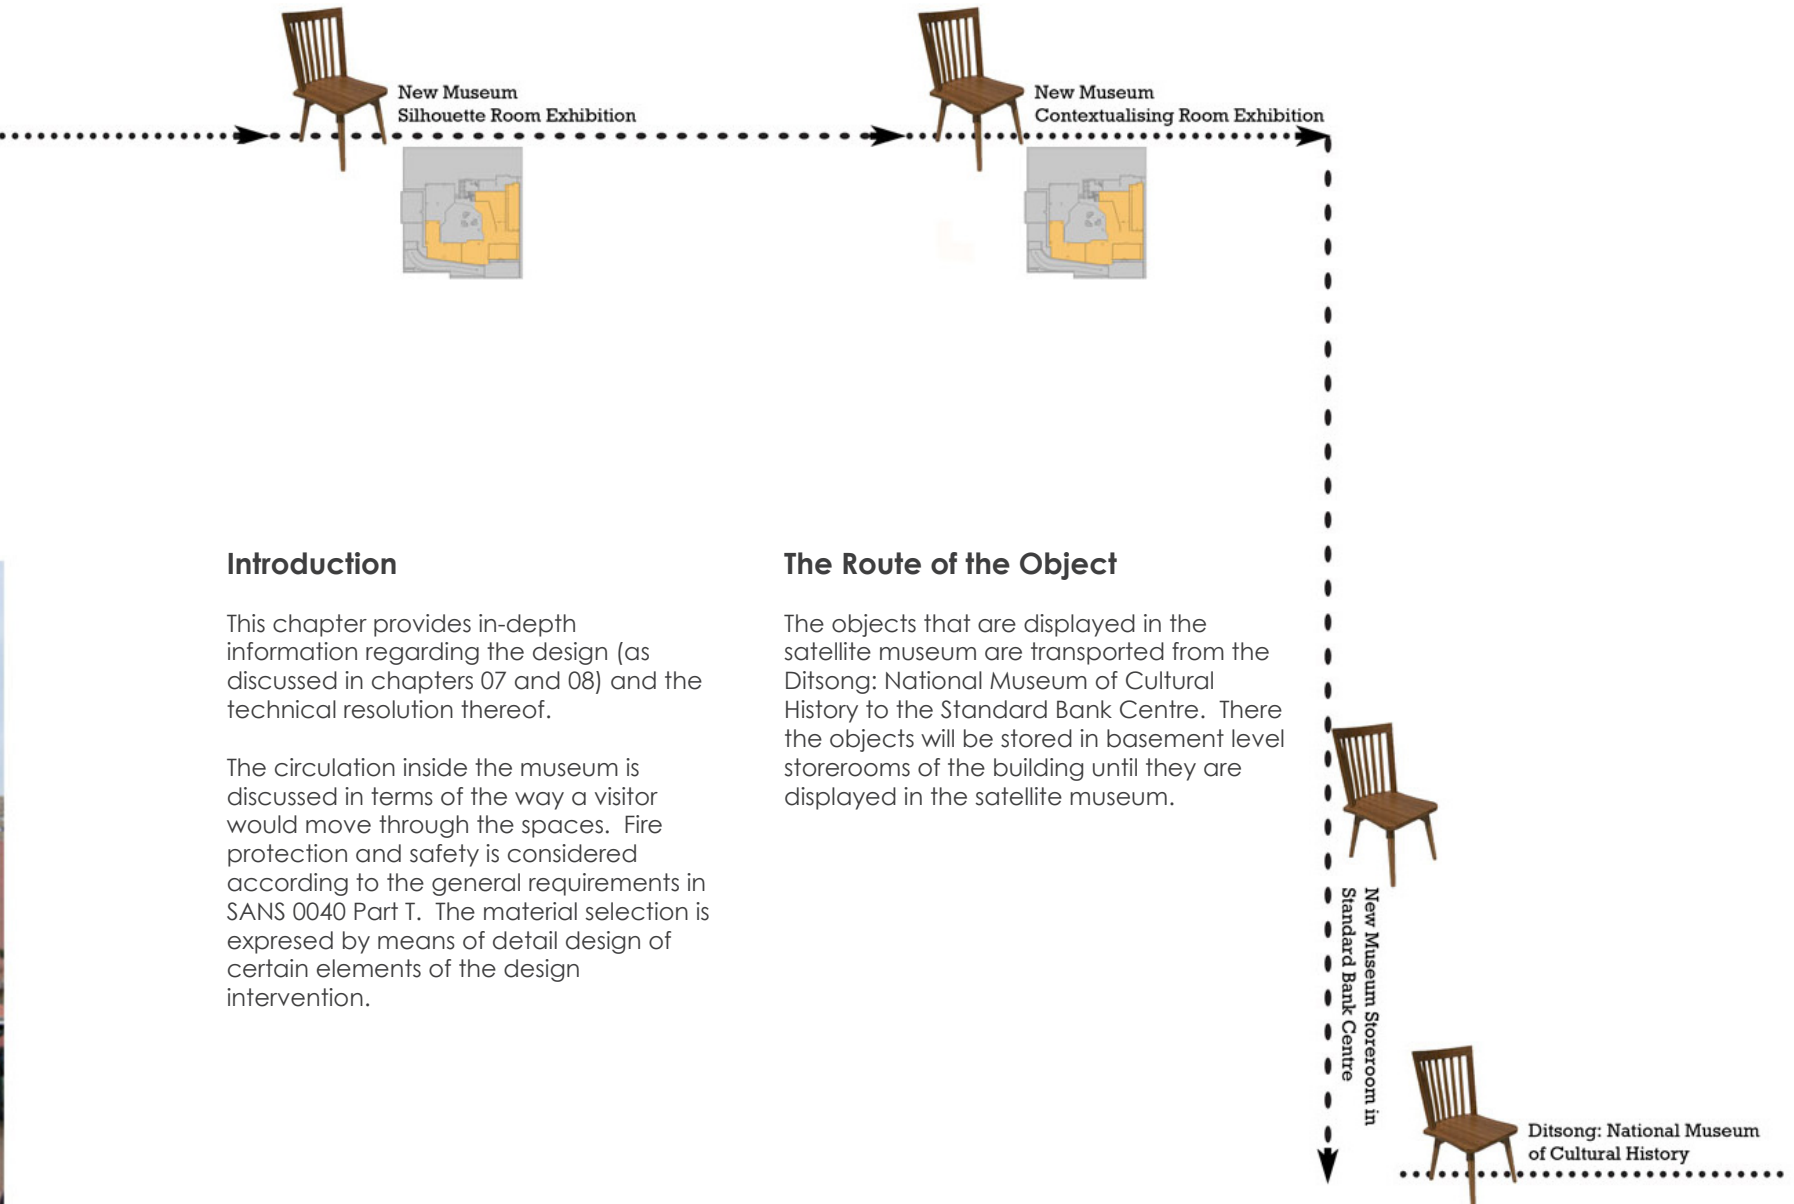 New Museum
Silhouette Room Exhibition
New Museum
Contextualising Room Exhibition
Introduction
This chapter provides in-depth
information regarding the design (as
discussed in chapters 07 and 08) and the
technical resolution thereof.
The circulation inside the museum is
discussed in terms of the way a visitor
would move through the spaces.  Fire
protection and safety is considered
according to the general requirements in
SANS 0040 Part T.  The material selection is
expresed by means of detail design of
certain elements of the design
intervention.
The Route of the Object
The objects that are displayed in the
satellite museum are transported from the
Ditsong: National Museum of Cultural
History to the Standard Bank Centre.  There
the objects will be stored in basement level
storerooms of the building until they are
displayed in the satellite museum.
New Museum Storeroom in
Standard Bank Centre
Ditsong: National Museum
of Cultural History